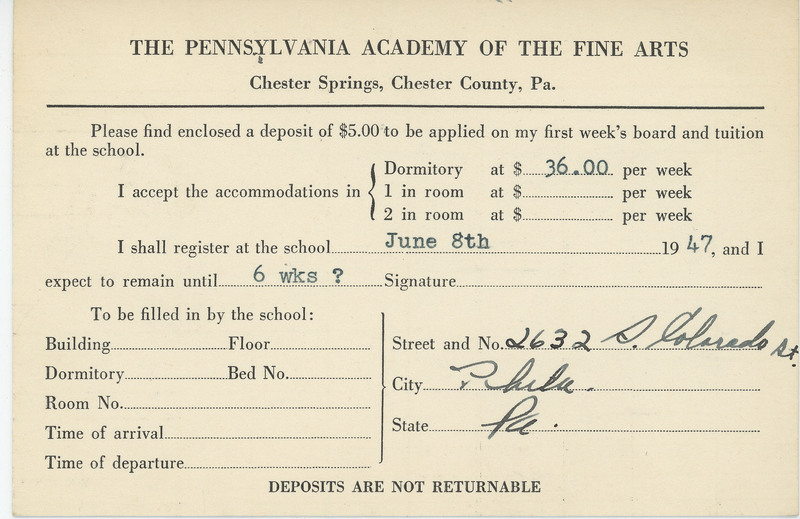 THE PENNSYLVANIA ACADEMY OF THE FINE ARTS
Chester Springs, Chester County, Pa.
Please find enclosed a deposit of $5.00 to be applied on my first week's board and tuition
at the school.
I accept the accommodations in
Dormitory at $ 36.00 per week
1 in room at $ per week
2 in room at $ per week
I shall register at the school June 8th 1947, and I
expect to remain until 6 wks ? Signature
To be filled in by the school:
Building Floor
Dormitory Bed No.
Room No.
Time of arrival
Time of departure
Street and No. 2632 S. Colorado St.
City Phila.
State Pa.
DEPOSITS ARE NOT RETURNABLE